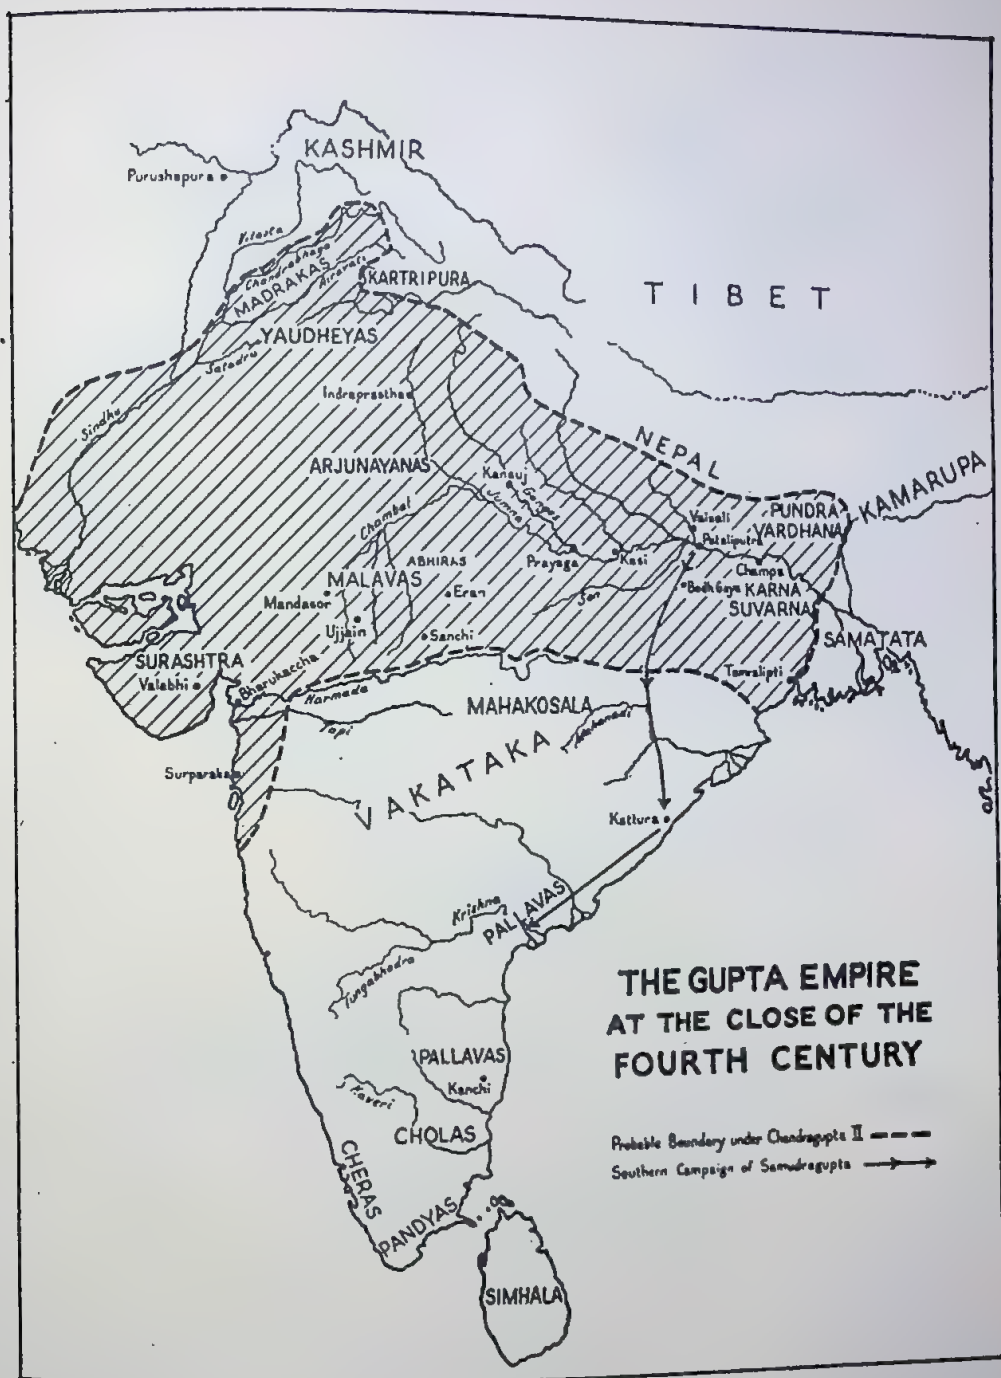 KASHMIR
Purushapura
Vitasta
Chandrabhaga
MADRAKAS
Airavati
KARTRIPURA
TIBET
YAUDHEYAS
Satadru
Indraprastha
Sindhu
NEPAL
ARJUNAYANAS
Kanauj
Ganga
Jumna
KAMARUPA
Chambal
Vaisali
PUNDRA
VARDHANA
Pataliputra
ABHIRAS
Prayaga
Kasi
Champa
MALAVAS
Eran
Son
Bodh Gaya
KARNA
SUVARNA
Mandasor
Ujjain
Sanchi
SAMATATA
SURASHTRA
Valabhi
Bharukaccha
Tamralipti
Narmada
MAHAKOSALA
Tapi
Mahanadi
VAKATAKA
Surparaka
Kottura
PALLAVAS
Krishna
Tungabhadra
THE GUPTA EMPIRE
AT THE CLOSE OF THE
FOURTH CENTURY
PALLAVAS
Kanchi
Kaveri
CHOLAS
Probable Boundary under Chandragupta II
Southern Campaign of Samudragupta
CHERAS
PANDYAS
SIMHALA